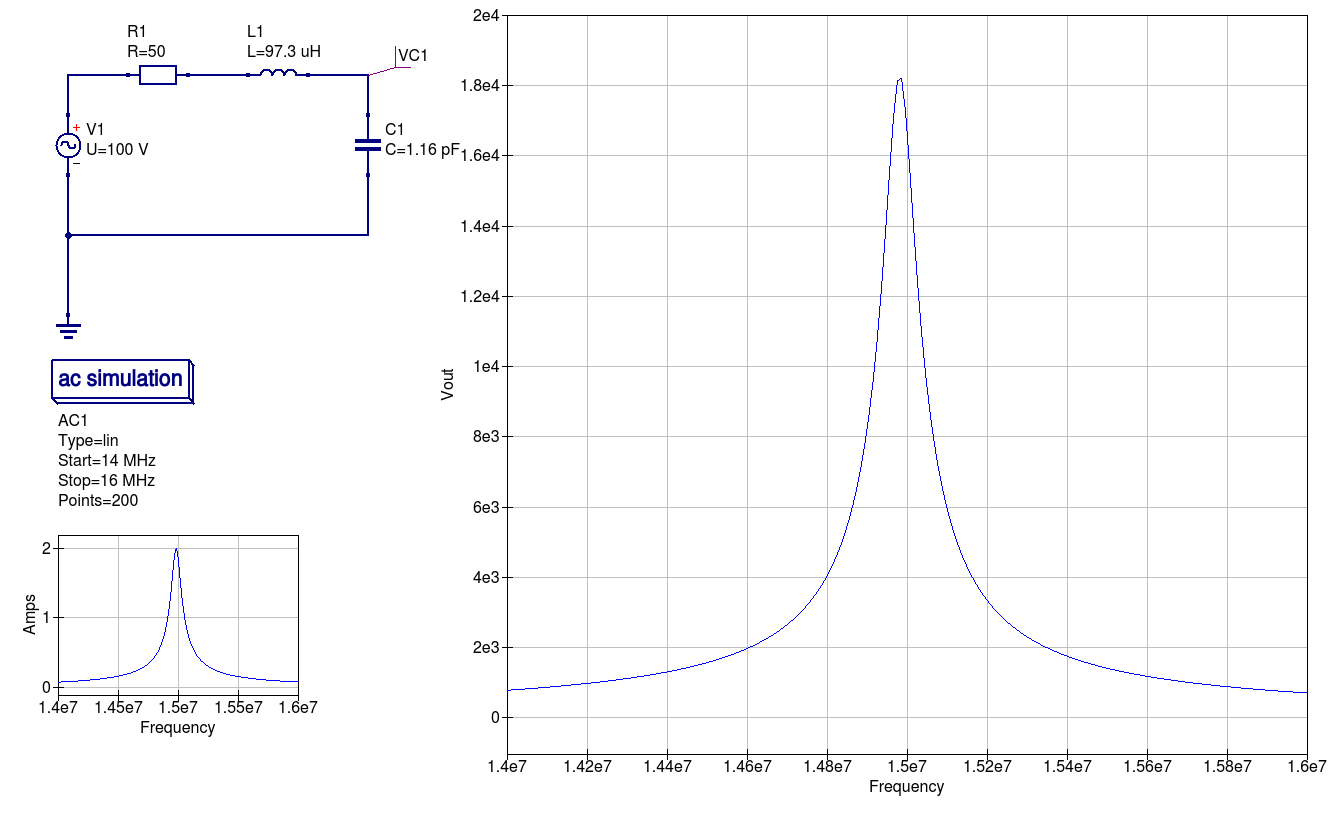 R1
R=50
L1
L=97.3 uH
VC1
+
V1
U=100 V
−
C1
C=1.16 pF
ac simulation
AC1
Type=lin
Start=14 MHz
Stop=16 MHz
Points=200
2
1
0
Amps
1.4e7 1.45e7 1.5e7 1.55e7 1.6e7
Frequency
2e4
1.8e4
1.6e4
1.4e4
1.2e4
1e4
8e3
6e3
4e3
2e3
0
Vout
1.4e7 1.42e7 1.44e7 1.46e7 1.48e7 1.5e7 1.52e7 1.54e7 1.56e7 1.58e7 1.6e7
Frequency